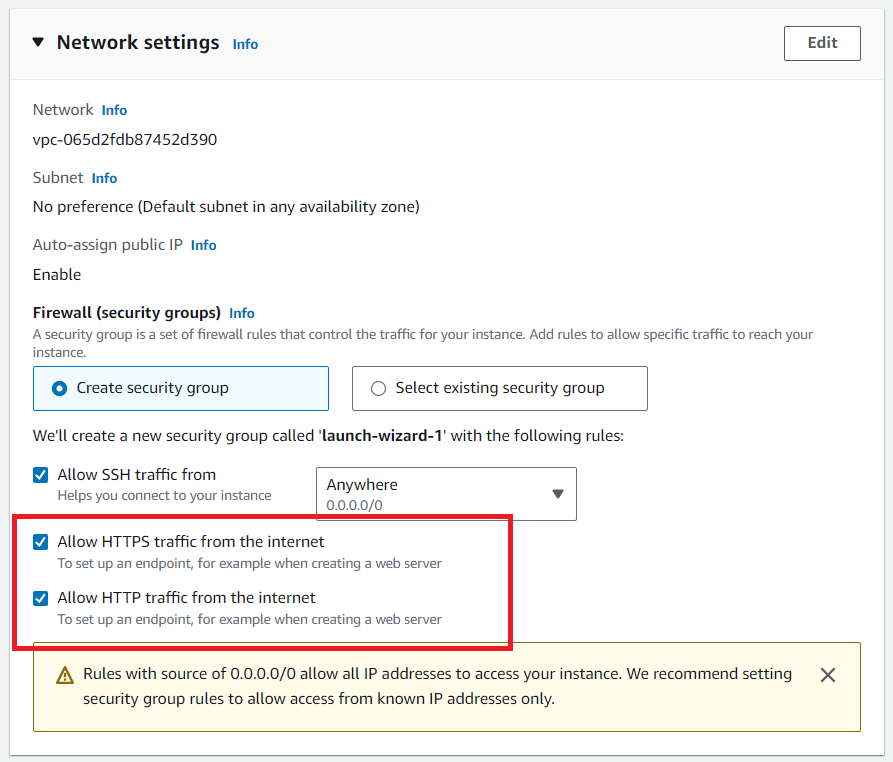 Network settings Info
Edit
Network Info
vpc-065d2fdb87452d390
Subnet Info
No preference (Default subnet in any availability zone)
Auto-assign public IP Info
Enable
Firewall (security groups) Info
A security group is a set of firewall rules that control the traffic for your instance. Add rules to allow specific traffic to reach your
instance.
Create security group
Select existing security group
We'll create a new security group called 'launch-wizard-1' with the following rules:
Allow SSH traffic from
Helps you connect to your instance
Anywhere
0.0.0.0/0
Allow HTTPS traffic from the internet
To set up an endpoint, for example when creating a web server
Allow HTTP traffic from the internet
To set up an endpoint, for example when creating a web server
Rules with source of 0.0.0.0/0 allow all IP addresses to access your instance. We recommend setting
security group rules to allow access from known IP addresses only.